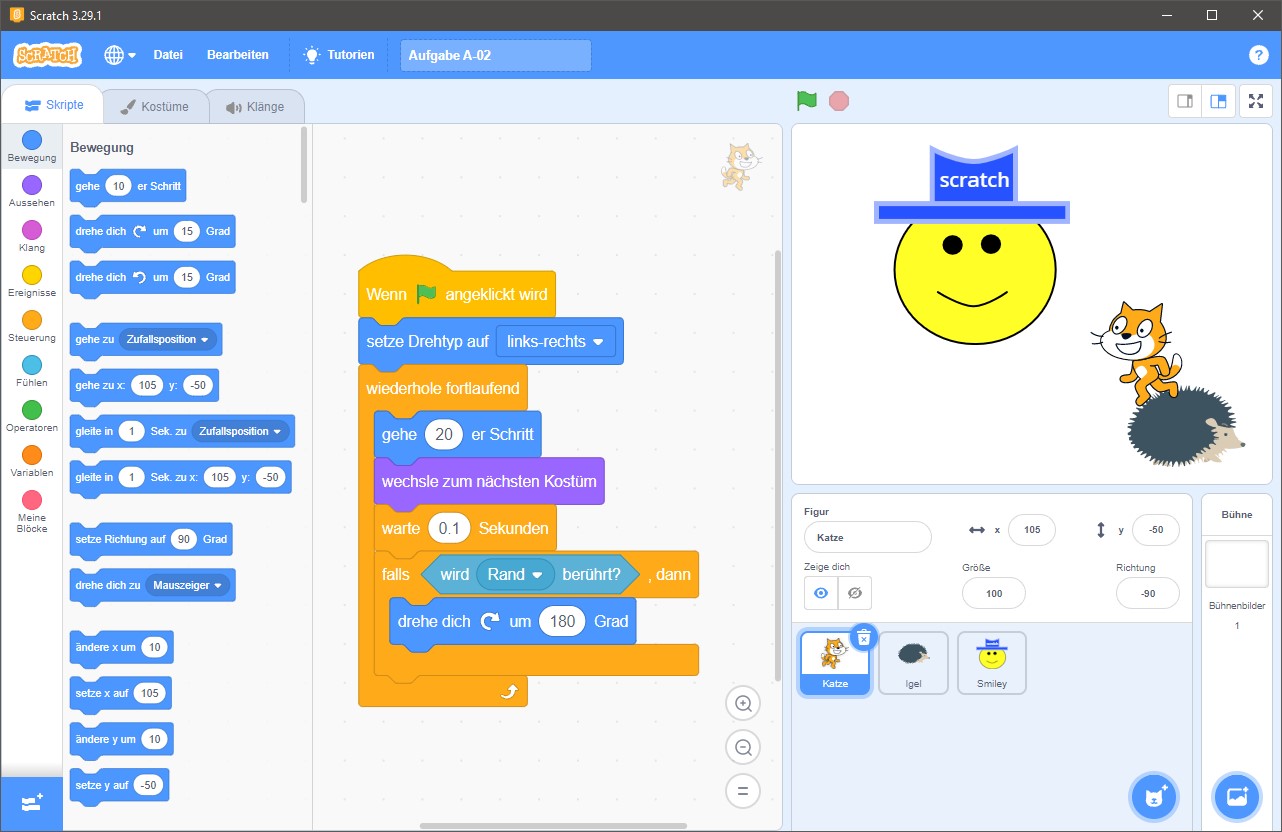 Scratch 3.29.1
SCRATCH Datei Bearbeiten Tutorien Aufgabe A-02 ?
Skripte Kostüme Klänge
Bewegung
Aussehen
Klang
Ereignisse
Steuerung
Fühlen
Operatoren
Variablen
Meine
Blöcke
Bewegung
gehe 10 er Schritt
drehe dich um 15 Grad
drehe dich um 15 Grad
gehe zu Zufallsposition
gehe zu x: 105 y: -50
gleite in 1 Sek. zu Zufallsposition
gleite in 1 Sek. zu x: 105 y: -50
setze Richtung auf 90 Grad
drehe dich zu Mauszeiger
ändere x um 10
setze x auf 105
ändere y um 10
setze y auf -50
Wenn angeklickt wird
setze Drehtyp auf links-rechts
wiederhole fortlaufend
gehe 20 er Schritt
wechsle zum nächsten Kostüm
warte 0.1 Sekunden
falls wird Rand berührt? , dann
drehe dich um 180 Grad
scratch
Figur
Katze x 105 y -50
Zeige dich Größe Richtung
100 -90
Katze Igel Smiley
Bühne
Bühnenbilder
1